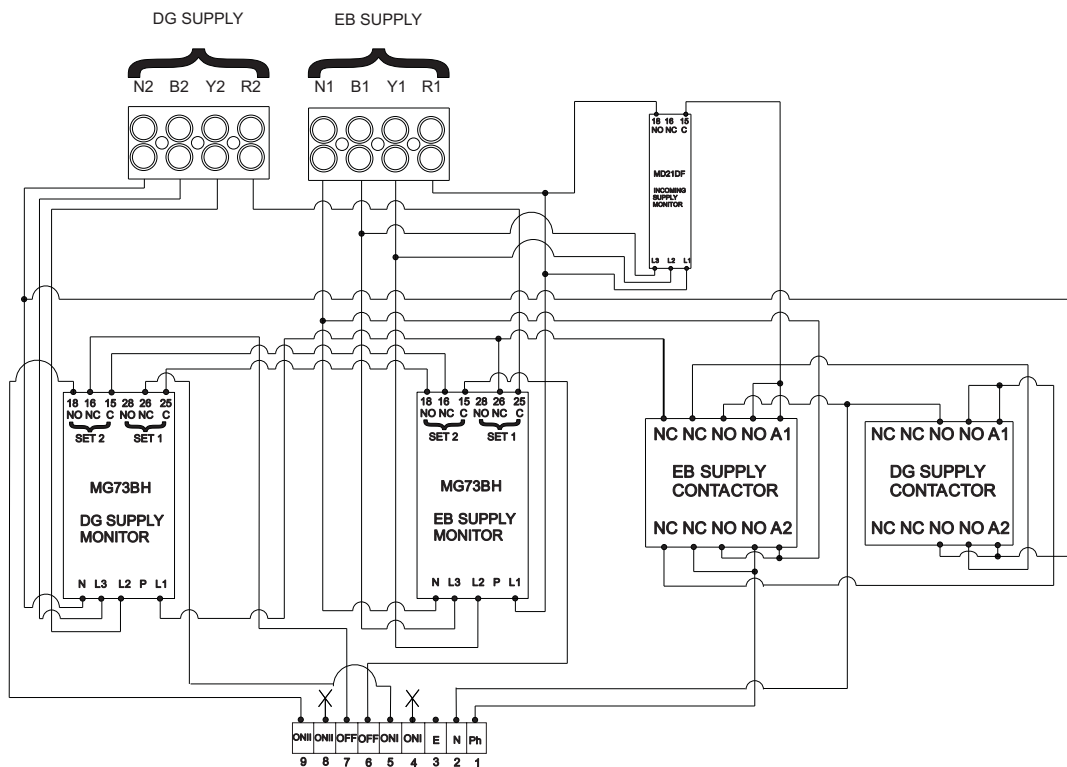 DG SUPPLY
EB SUPPLY
N2 B2 Y2 R2
N1 B1 Y1 R1
18 16 15
NO NC C
MD21DF
INCOMING
SUPPLY
MONITOR
L3 L2 L1
18 16 15 28 26 25
NO NC C NO NC C
SET 2 SET 1
MG73BH
DG SUPPLY
MONITOR
N L3 L2 P L1
18 16 15 28 26 25
NO NC C NO NC C
SET 2 SET 1
MG73BH
EB SUPPLY
MONITOR
N L3 L2 P L1
NC NC NO NO A1
EB SUPPLY
CONTACTOR
NC NC NO NO A2
NC NC NO NO A1
DG SUPPLY
CONTACTOR
NC NC NO NO A2
ONII ONII OFF OFF ONI ONI E N Ph
9 8 7 6 5 4 3 2 1